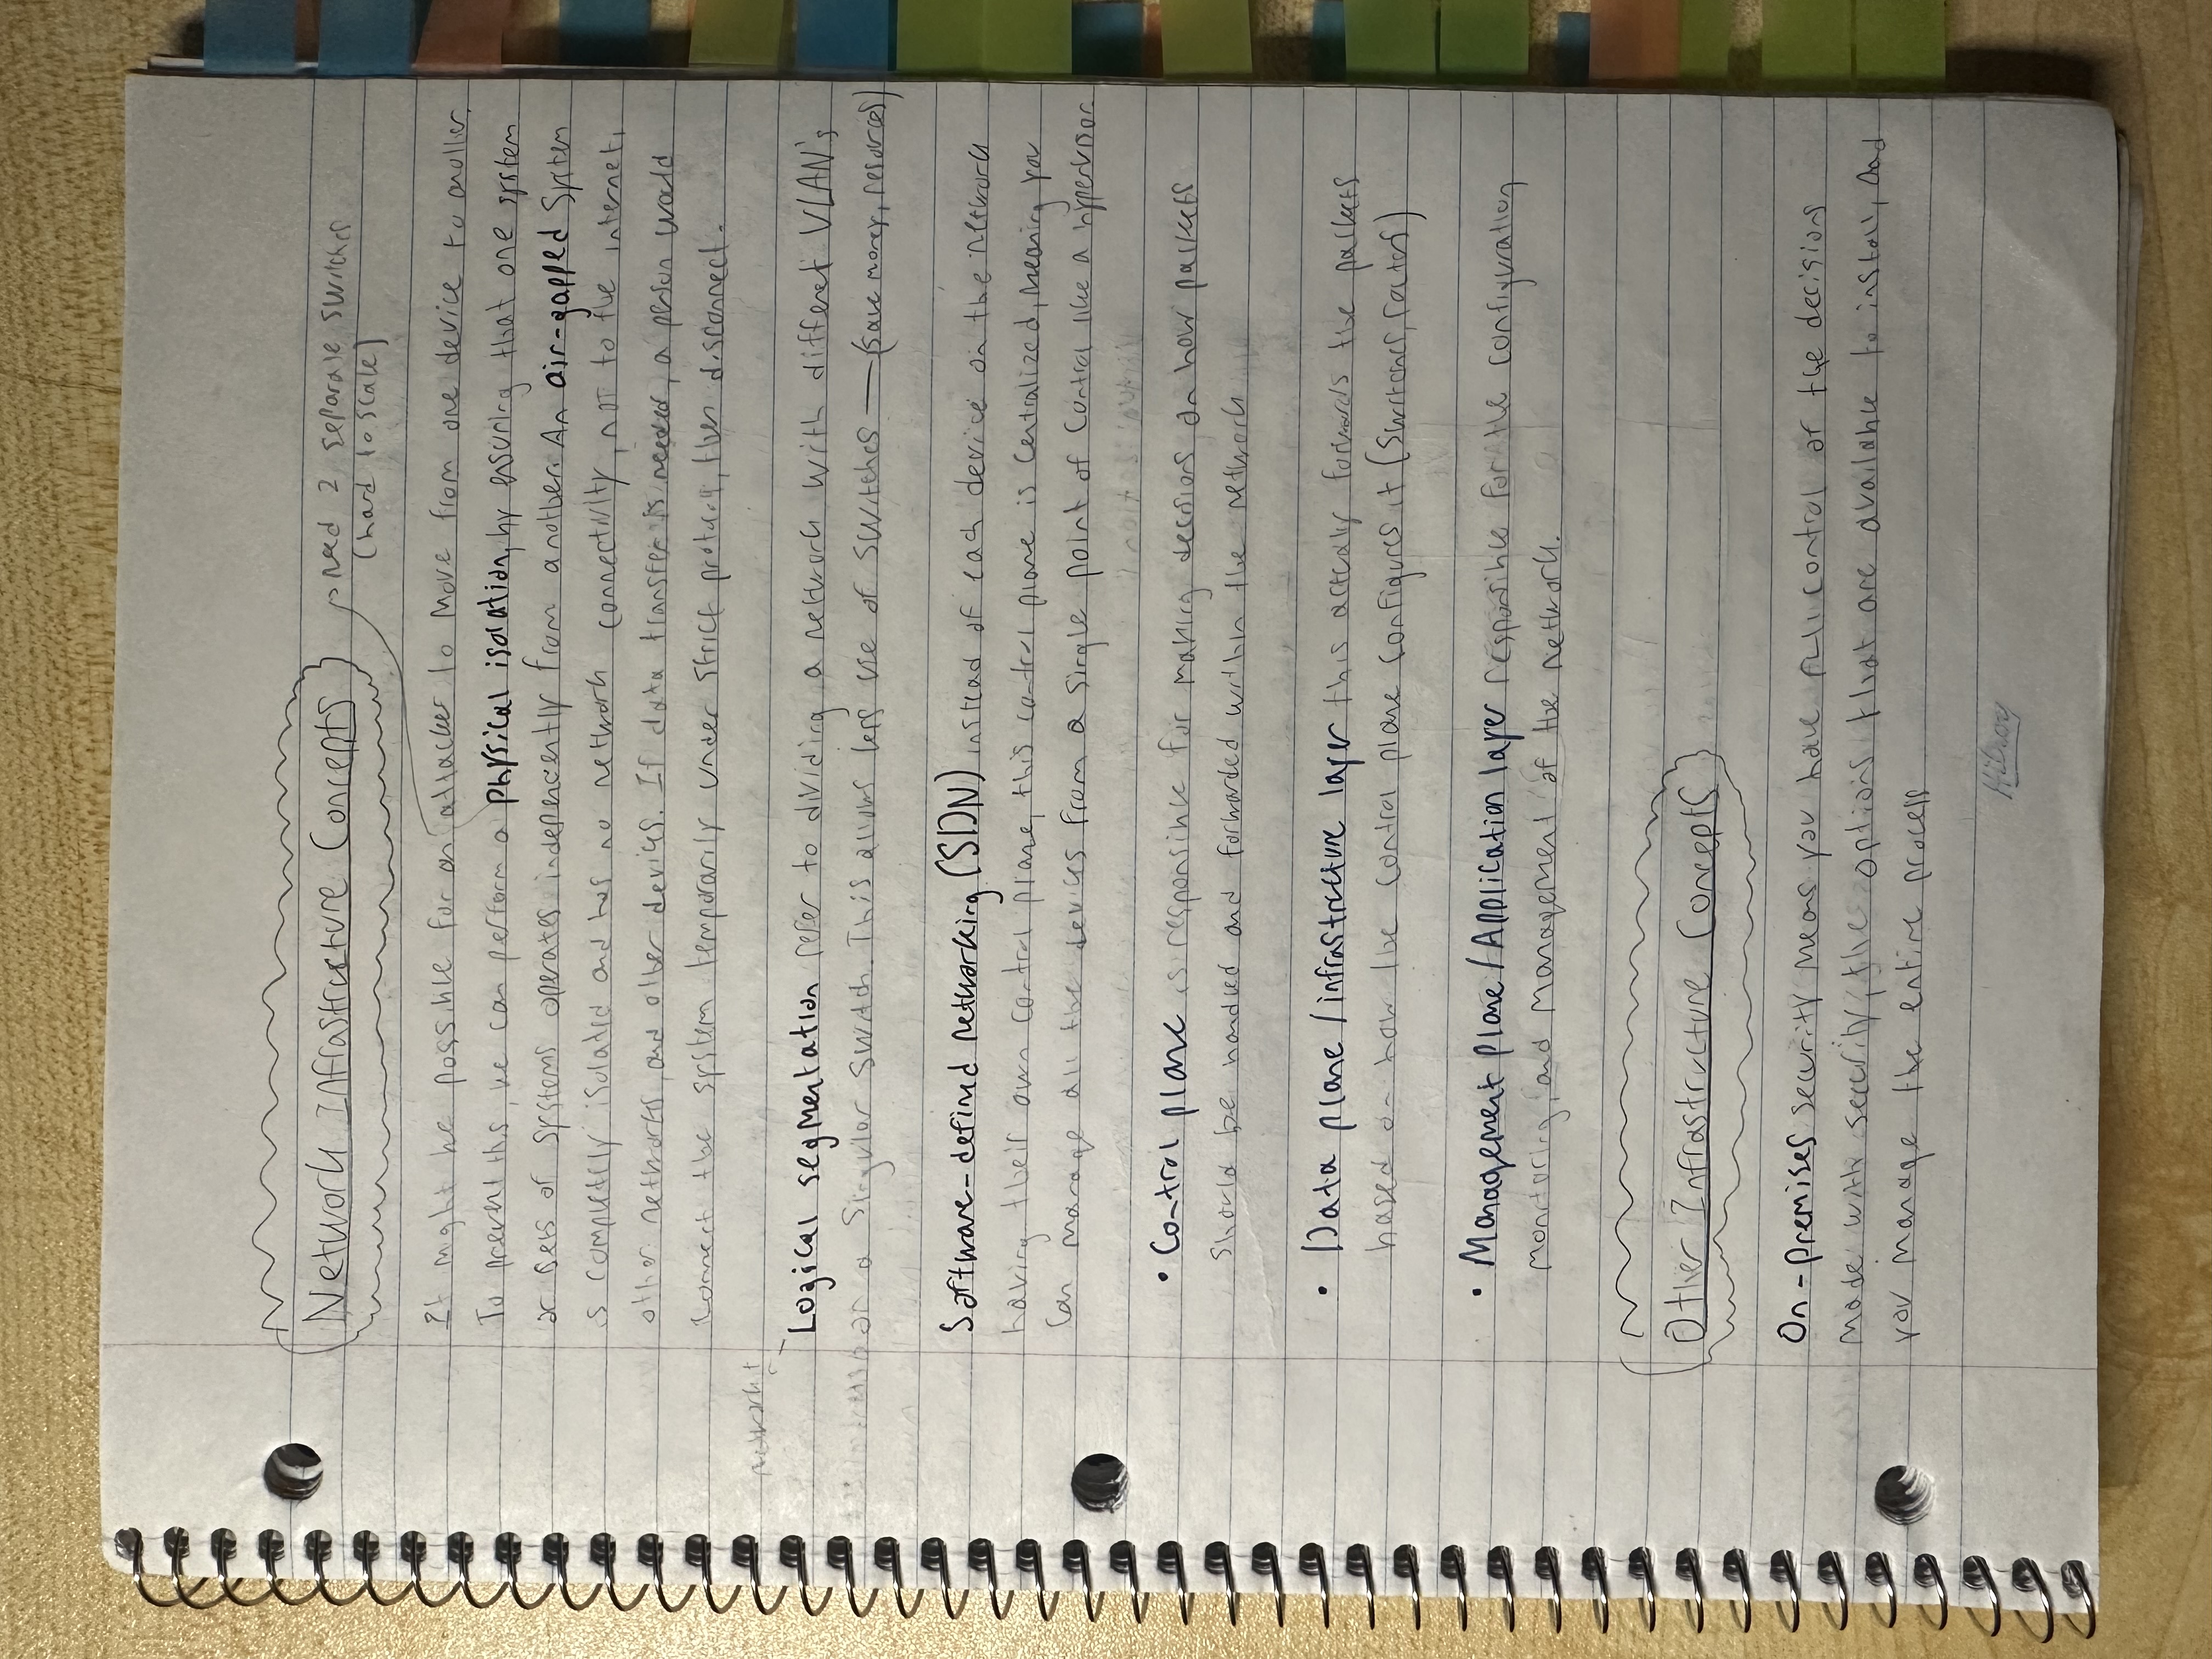 Network Infrastructure Concepts
need 2 separate switches
(hard to scale)
It might be possible for an attacker to move from one device to another.
To prevent this, we can perform a physical isolation, by ensuring that one system
or sets of systems operates independently from another. An air-gapped system
is completely isolated and has no network connectivity, not to the internet,
other networks, and other devices. If data transfer is needed, a person would
connect the system temporarily under strict protocol, then disconnect.
network+
Logical segmentation refer to dividing a network with different VLAN's
on a singular switch. This allows less use of switches — (save money, resources)
Software-defined networking (SDN) instead of each device on the network
having their own control plane, this control plane is centralized, meaning you
can manage all the devices from a single point of control like a hypervisor
• Control plane is responsible for making decisions on how packets
should be handled and forwarded within the network
• Data plane / infrastructure layer this actually forwards the packets
based on how the control plane configures it (switches, routers)
• Management plane / Application layer responsible for the configuration
monitoring, and management of the network.
Other Infrastructure Concepts
On-premises security means you have full control of the decisions
made with security, the options that are available to install, and
you manage the entire process
Hilroy